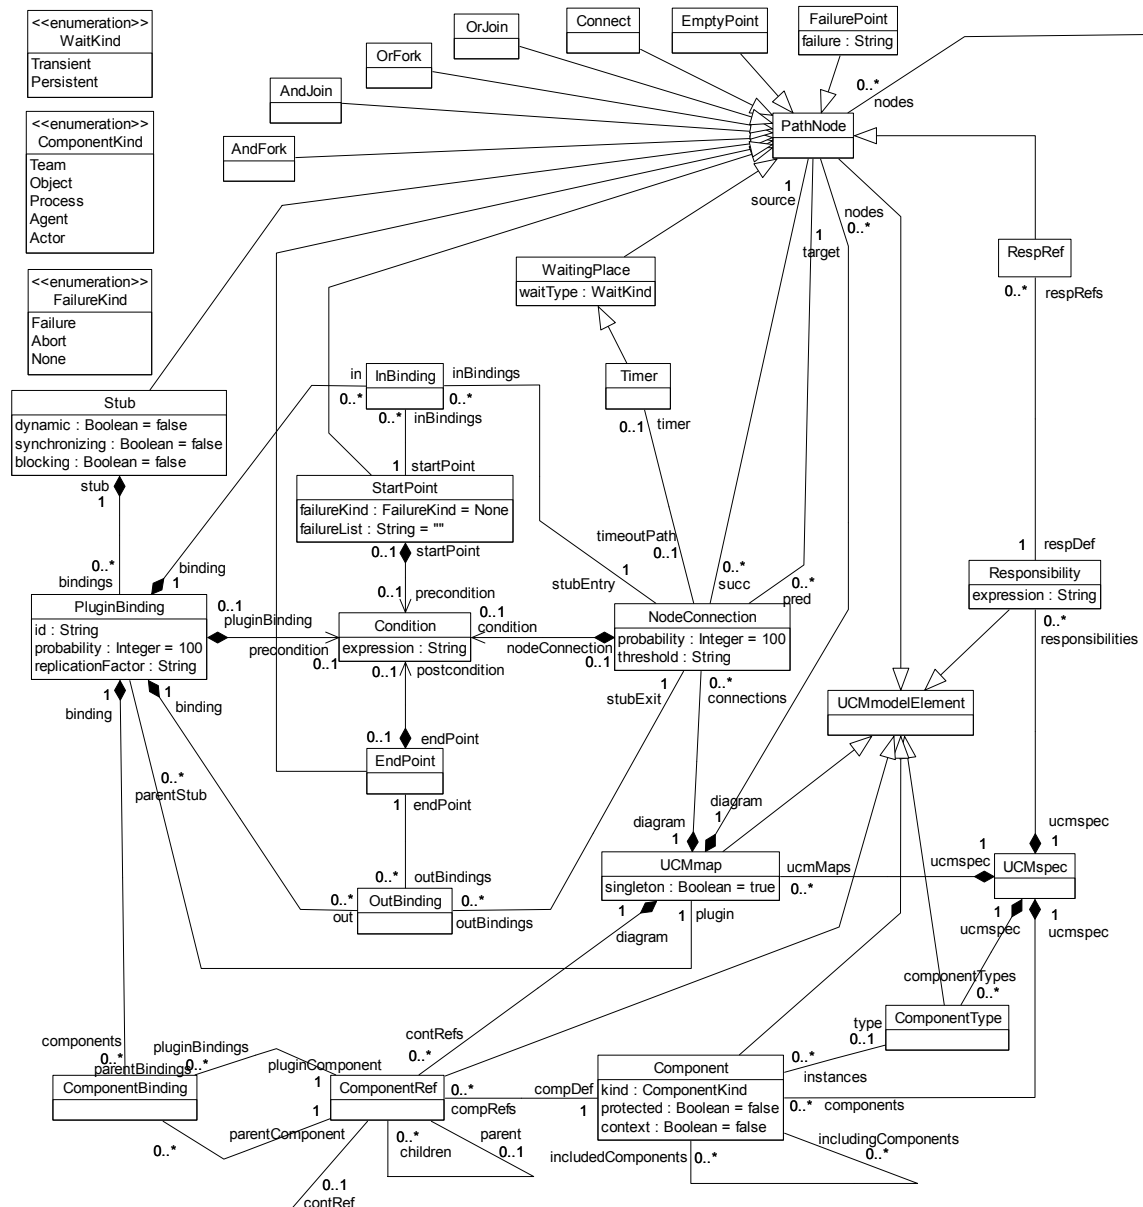 <<enumeration>>
WaitKind
Transient
Persistent
<<enumeration>>
ComponentKind
Team
Object
Process
Agent
Actor
<<enumeration>>
FailureKind
Failure
Abort
None
OrJoin
Connect
EmptyPoint
FailurePoint
failure : String
OrFork
AndJoin
AndFork
0..*
nodes
PathNode
1
source
1
target
nodes
0..*
RespRef
0..*
respRefs
WaitingPlace
waitType : WaitKind
Timer
0..1
timer
Stub
dynamic : Boolean = false
synchronizing : Boolean = false
blocking : Boolean = false
stub
1
in
0..*
InBinding
inBindings
0..*
0..*
inBindings
1
startPoint
StartPoint
failureKind : FailureKind = None
failureList : String = ""
0..1
startPoint
timeoutPath
0..1
1
stubEntry
0..*
succ
0..*
pred
1
respDef
Responsibility
expression : String
0..*
responsibilities
0..*
bindings
binding
1
PluginBinding
id : String
probability : Integer = 100
replicationFactor : String
0..1
pluginBinding
precondition
0..1
0..1
precondition
0..1
condition
Condition
expression : String
0..1
postcondition
nodeConnection
0..1
NodeConnection
probability : Integer = 100
threshold : String
1
stubExit
0..*
connections
1
binding
1
binding
0..*
parentStub
0..1
endPoint
EndPoint
1
endPoint
0..*
outBindings
0..*
out
OutBinding
0..*
outBindings
UCMmodelElement
diagram
1
diagram
1
UCMmap
singleton : Boolean = true
ucmMaps
0..*
1
ucmspec
ucmspec
1
UCMspec
1
ucmspec
1
ucmspec
1
diagram
1
plugin
componentTypes
0..*
ComponentType
type
0..1
0..*
instances
components
0..*
parentBindings
pluginBindings
0..*
ComponentBinding
0..*
pluginComponent
1
1
parentComponent
contRefs
0..*
ComponentRef
0..*
compRefs
compDef
1
0..*
children
parent
0..1
0..1
contRef
Component
kind : ComponentKind
protected : Boolean = false
context : Boolean = false
0..*
components
includedComponents
0..*
includingComponents
0..*